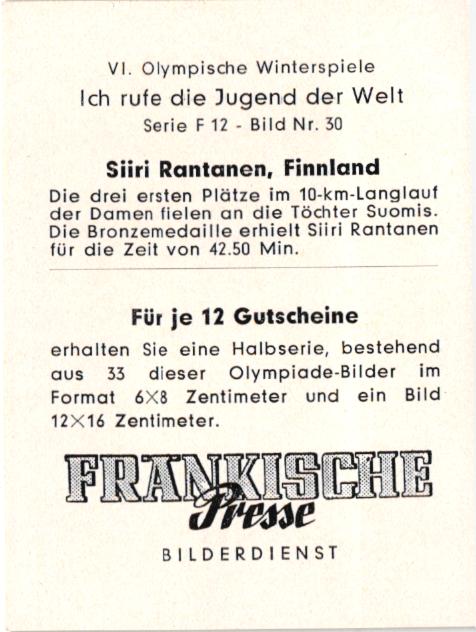 VI. Olympische Winterspiele
Ich rufe die Jugend der Welt
Serie F 12 - Bild Nr. 30
Siiri Rantanen, Finnland
Die drei ersten Plätze im 10-km-Langlauf
der Damen fielen an die Töchter Suomis.
Die Bronzemedaille erhielt Siiri Rantanen
für die Zeit von 42.50 Min.
Für je 12 Gutscheine
erhalten Sie eine Halbserie, bestehend
aus 33 dieser Olympiade-Bilder im
Format 6×8 Zentimeter und ein Bild
12×16 Zentimeter.
FRÄNKISCHE
Presse
BILDERDIENST